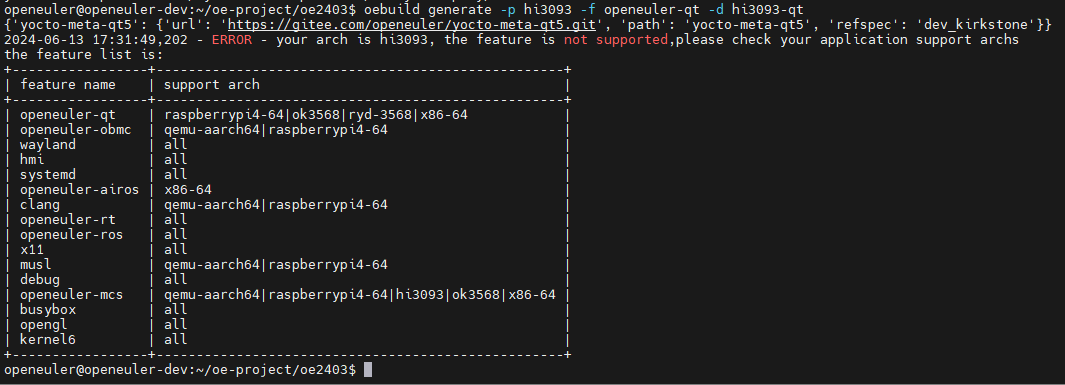 openeuler@openeuler-dev:~/oe-project/oe2403$ oebuild generate -p hi3093 -f openeuler-qt -d hi3093-qt
{'yocto-meta-qt5': {'url': 'https://gitee.com/openeuler/yocto-meta-qt5.git', 'path': 'yocto-meta-qt5', 'refspec': 'dev_kirkstone'}}
2024-06-13 17:31:49,202 - ERROR - your arch is hi3093, the feature is not supported,please check your application support archs
the feature list is:
+-----------------+---------------------------------------------------+
| feature name    | support arch                                      |
+-----------------+---------------------------------------------------+
| openeuler-qt    | raspberrypi4-64|ok3568|ryd-3568|x86-64            |
| openeuler-obmc  | qemu-aarch64|raspberrypi4-64                      |
| wayland         | all                                               |
| hmi             | all                                               |
| systemd         | all                                               |
| openeuler-airos | x86-64                                            |
| clang           | qemu-aarch64|raspberrypi4-64                      |
| openeuler-rt    | all                                               |
| openeuler-ros   | all                                               |
| x11             | all                                               |
| musl            | qemu-aarch64|raspberrypi4-64                      |
| debug           | all                                               |
| openeuler-mcs   | qemu-aarch64|raspberrypi4-64|hi3093|ok3568|x86-64 |
| busybox         | all                                               |
| opengl          | all                                               |
| kernel6         | all                                               |
+-----------------+---------------------------------------------------+
openeuler@openeuler-dev:~/oe-project/oe2403$